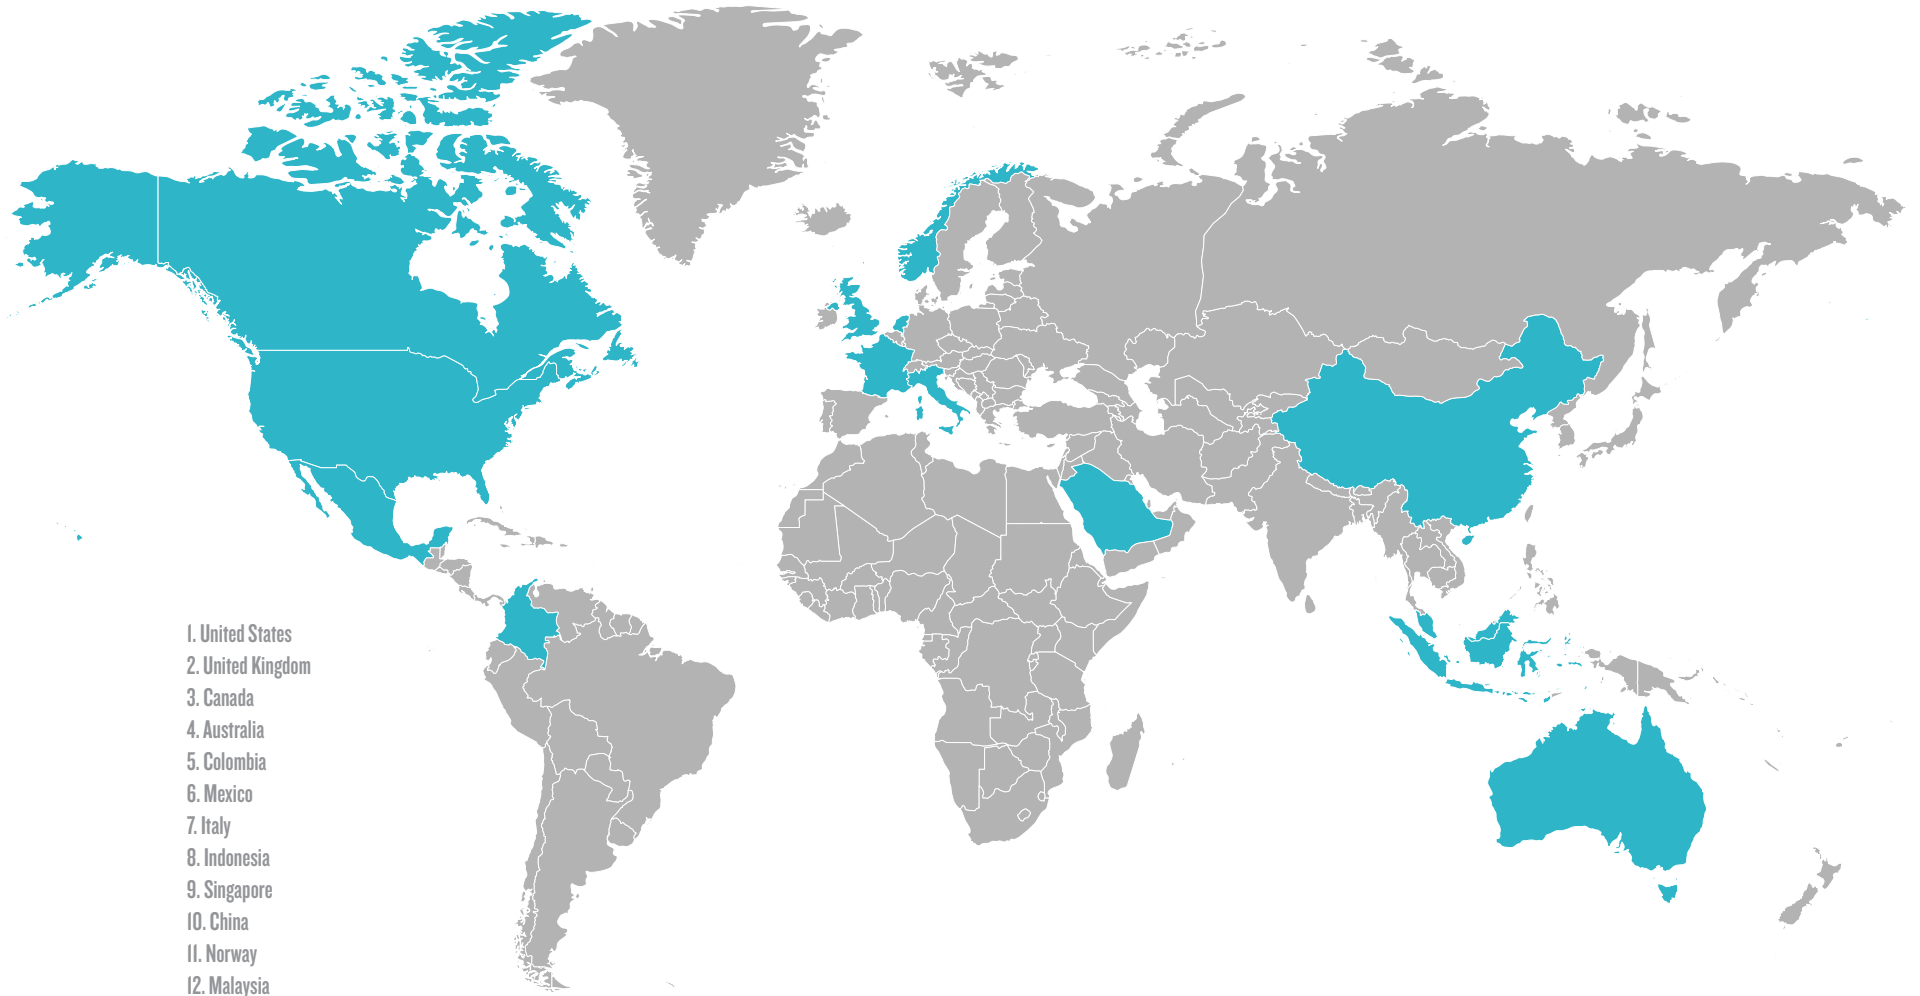 1. United States
2. United Kingdom
3. Canada
4. Australia
5. Colombia
6. Mexico
7. Italy
8. Indonesia
9. Singapore
10. China
11. Norway
12. Malaysia